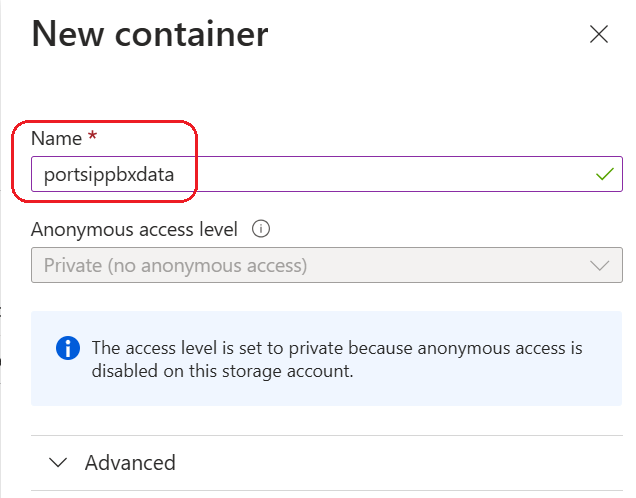 New container
Name *
portsippbxdata
Anonymous access level
Private (no anonymous access)
The access level is set to private because anonymous access is
disabled on this storage account.
Advanced